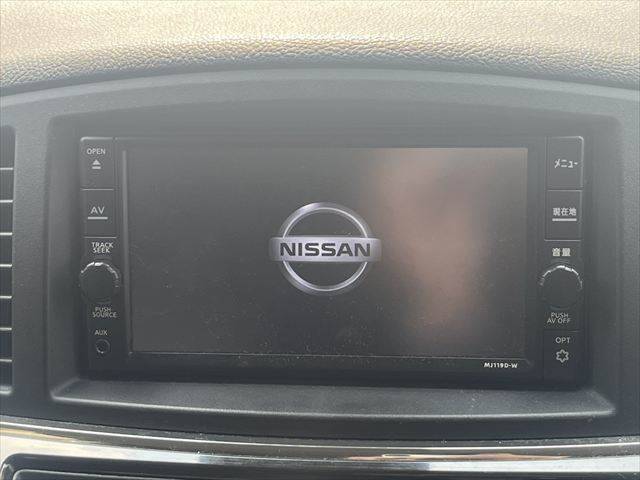 OPEN
AV
TRACK
SEEK
PUSH
SOURCE
AUX
NISSAN
MJ119D-W
メニュー
現在地
音量
PUSH
AV OFF
OPT